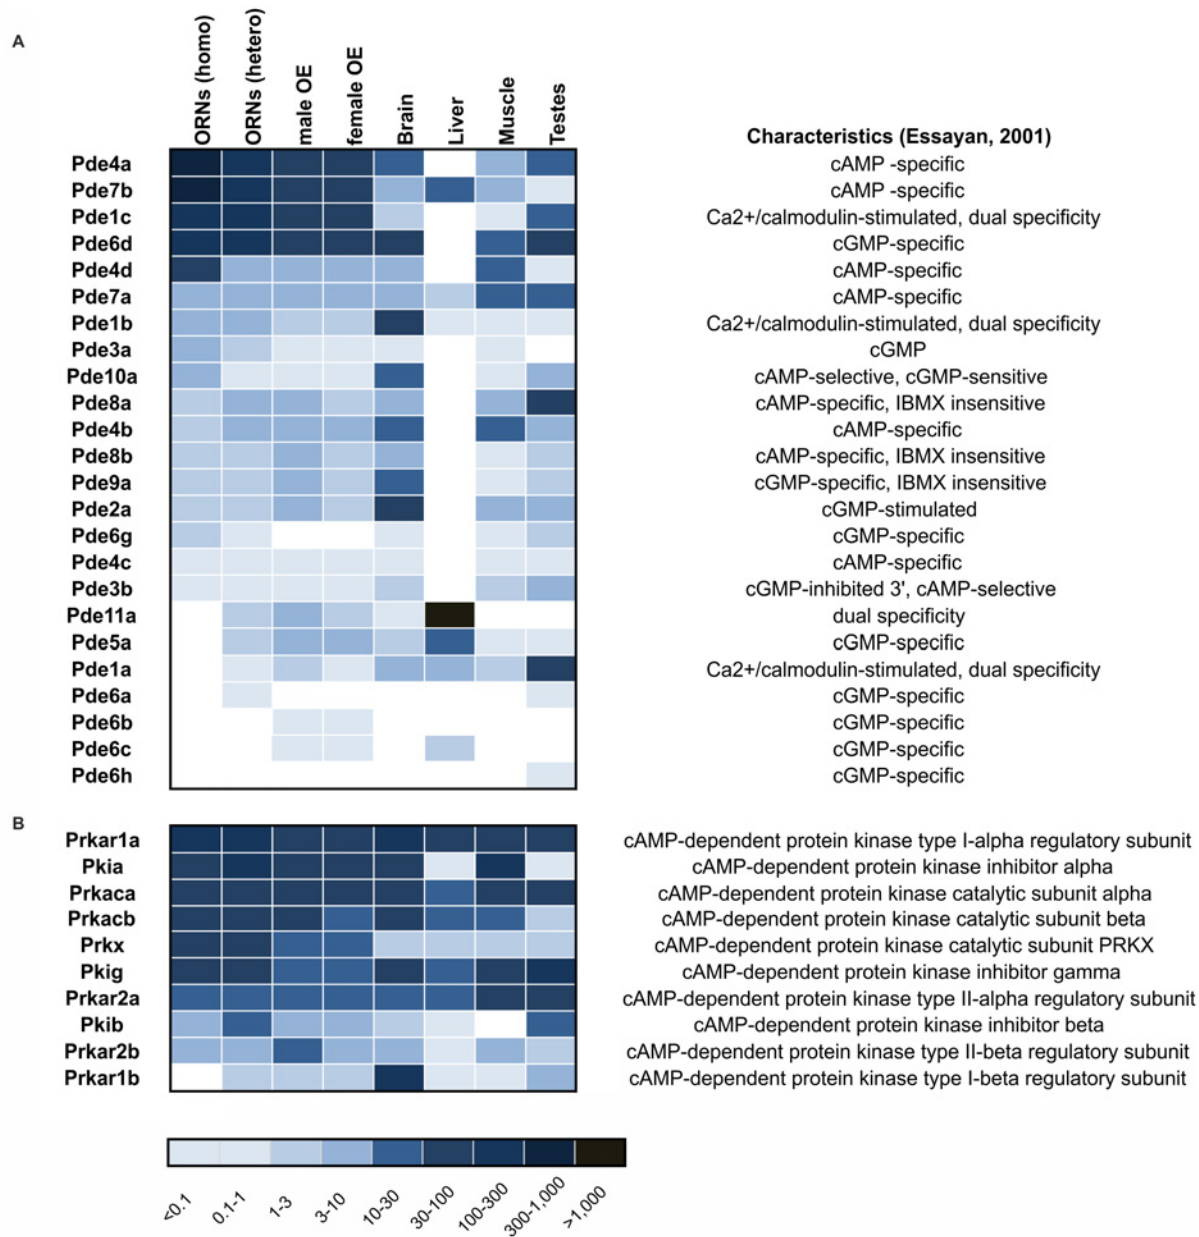 A
ORNs (homo)
ORNs (hetero)
male OE
female OE
Brain
Liver
Muscle
Testes
Characteristics (Essayan, 2001)
Pde4a cAMP -specific
Pde7b cAMP -specific
Pde1c Ca2+/calmodulin-stimulated, dual specificity
Pde6d cGMP-specific
Pde4d cAMP-specific
Pde7a cAMP-specific
Pde1b Ca2+/calmodulin-stimulated, dual specificity
Pde3a cGMP
Pde10a cAMP-selective, cGMP-sensitive
Pde8a cAMP-specific, IBMX insensitive
Pde4b cAMP-specific
Pde8b cAMP-specific, IBMX insensitive
Pde9a cGMP-specific, IBMX insensitive
Pde2a cGMP-stimulated
Pde6g cGMP-specific
Pde4c cAMP-specific
Pde3b cGMP-inhibited 3', cAMP-selective
Pde11a dual specificity
Pde5a cGMP-specific
Pde1a Ca2+/calmodulin-stimulated, dual specificity
Pde6a cGMP-specific
Pde6b cGMP-specific
Pde6c cGMP-specific
Pde6h cGMP-specific
B
Prkar1a cAMP-dependent protein kinase type I-alpha regulatory subunit
Pkia cAMP-dependent protein kinase inhibitor alpha
Prkaca cAMP-dependent protein kinase catalytic subunit alpha
Prkacb cAMP-dependent protein kinase catalytic subunit beta
Prkx cAMP-dependent protein kinase catalytic subunit PRKX
Pkig cAMP-dependent protein kinase inhibitor gamma
Prkar2a cAMP-dependent protein kinase type II-alpha regulatory subunit
Pkib cAMP-dependent protein kinase inhibitor beta
Prkar2b cAMP-dependent protein kinase type II-beta regulatory subunit
Prkar1b cAMP-dependent protein kinase type I-beta regulatory subunit
<0.1
0.1-1
1-3
3-10
10-30
30-100
100-300
300-1,000
>1,000